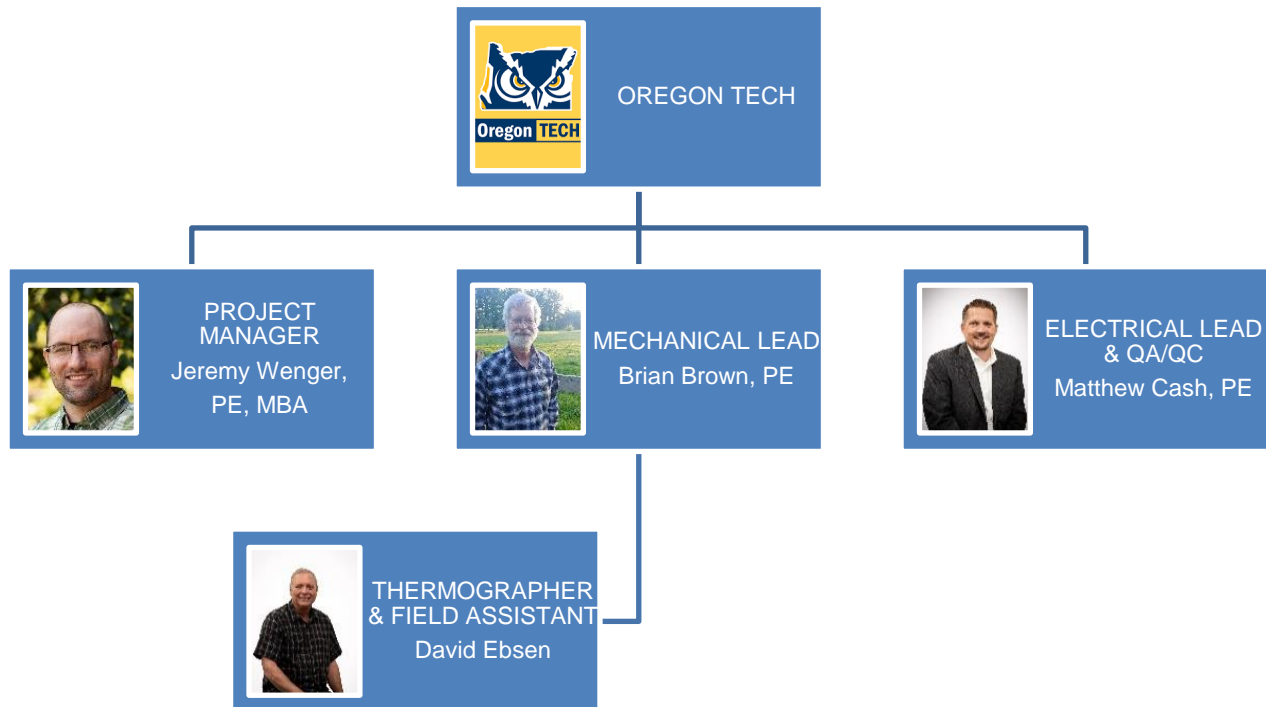 Oregon TECH
OREGON TECH
PROJECT
MANAGER
Jeremy Wenger,
PE, MBA
MECHANICAL LEAD
Brian Brown, PE
ELECTRICAL LEAD
& QA/QC
Matthew Cash, PE
THERMOGRAPHER
& FIELD ASSISTANT
David Ebsen